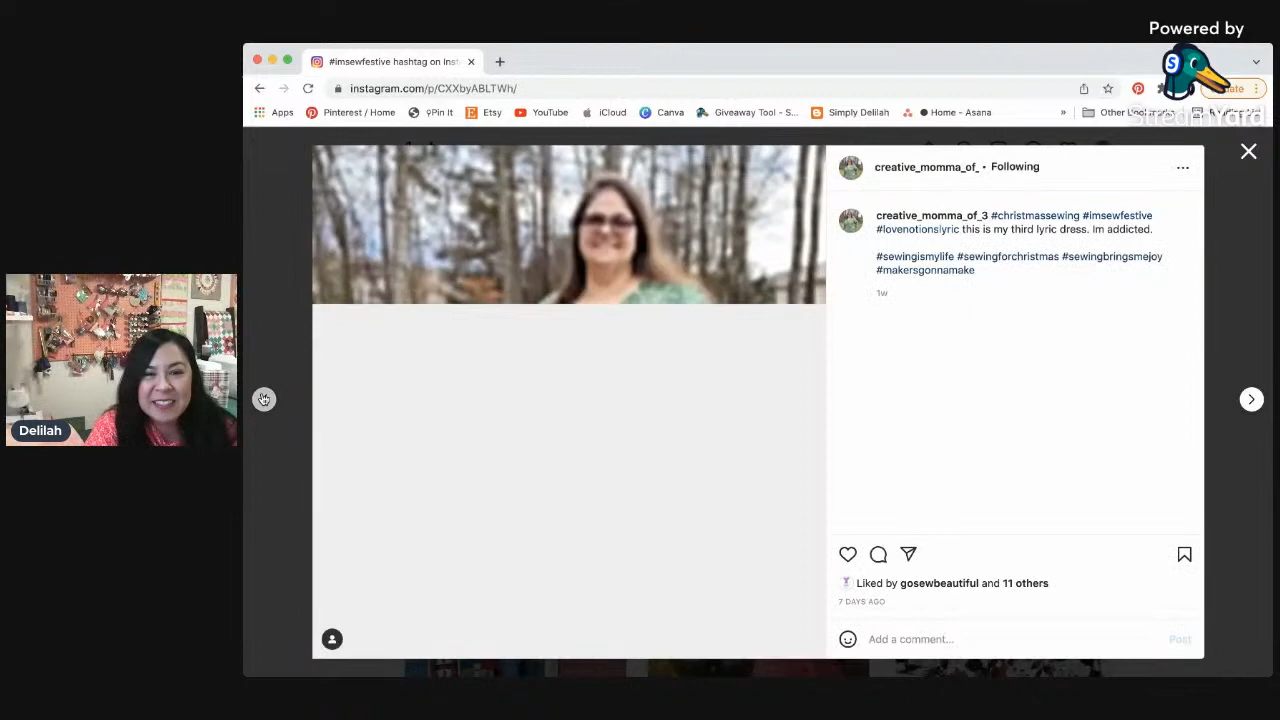 Powered by
StreamYard
#imsewfestive hashtag on Inst
instagram.com/p/CXXbyABLTWh/
Apps Pinterest / Home Pin It Etsy YouTube iCloud Canva Giveaway Tool - S... Simply Delilah Home - Asana » Other
creative_momma_of_ • Following
creative_momma_of_3 #christmassewing #imsewfestive
#lovenotionslyric this is my third lyric dress. Im addicted.
#sewingismylife #sewingforchristmas #sewingbringsmejoy
#makersgonnamake
1w
Delilah
Liked by gosewbeautiful and 11 others
7 DAYS AGO
Add a comment... Post